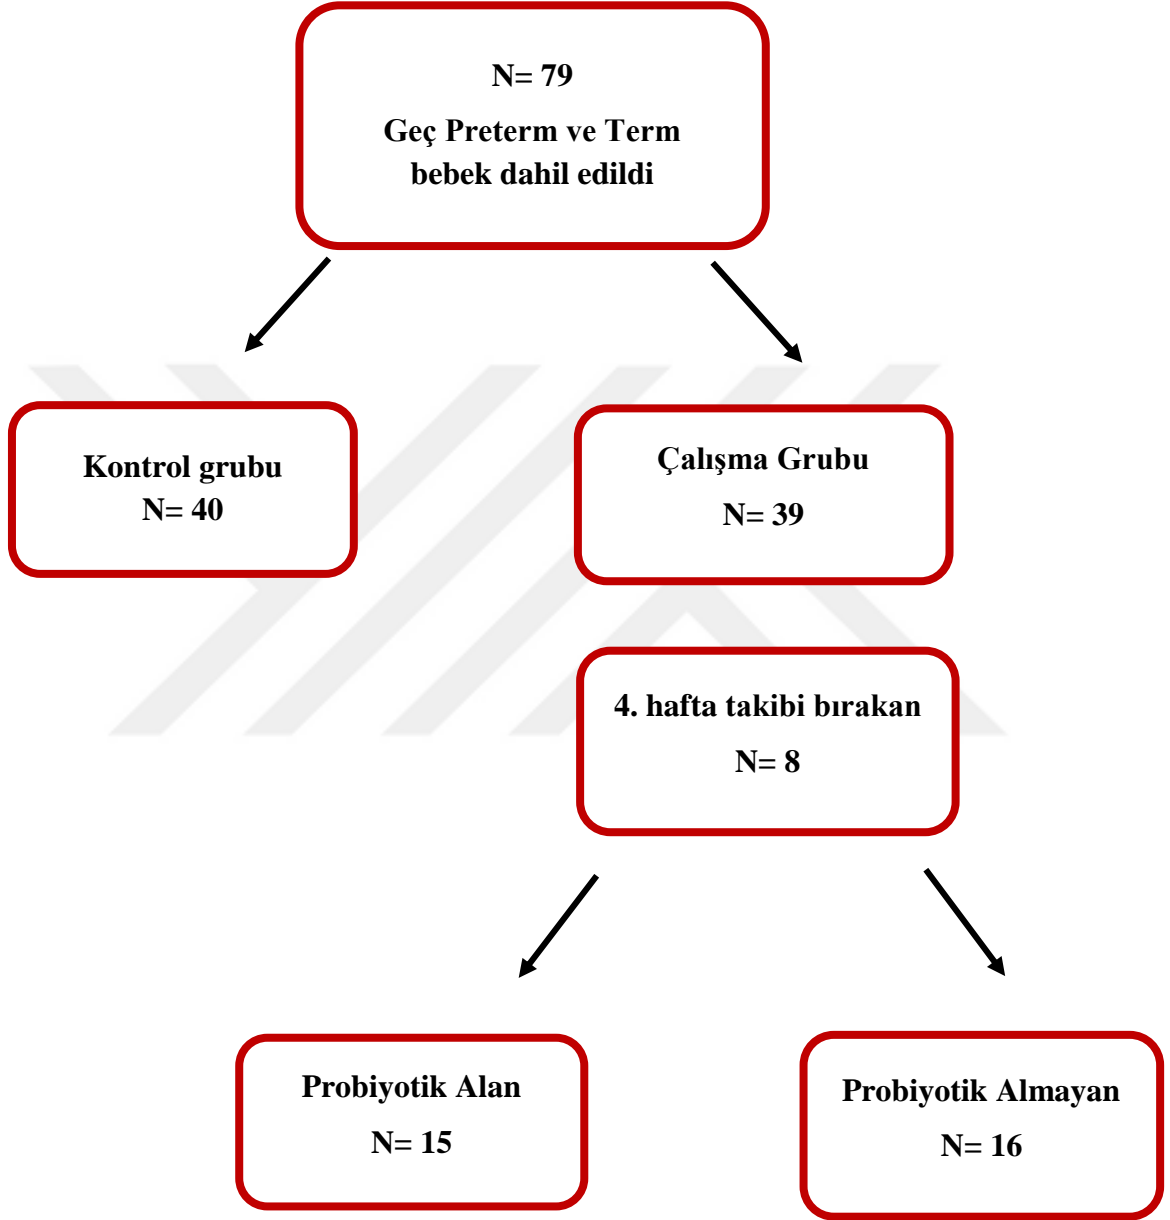 N= 79
Geç Preterm ve Term
bebek dahil edildi
Kontrol grubu
N= 40
Çalışma Grubu
N= 39
4. hafta takibi bırakan
N= 8
Probiyotik Alan
N= 15
Probiyotik Almayan
N= 16